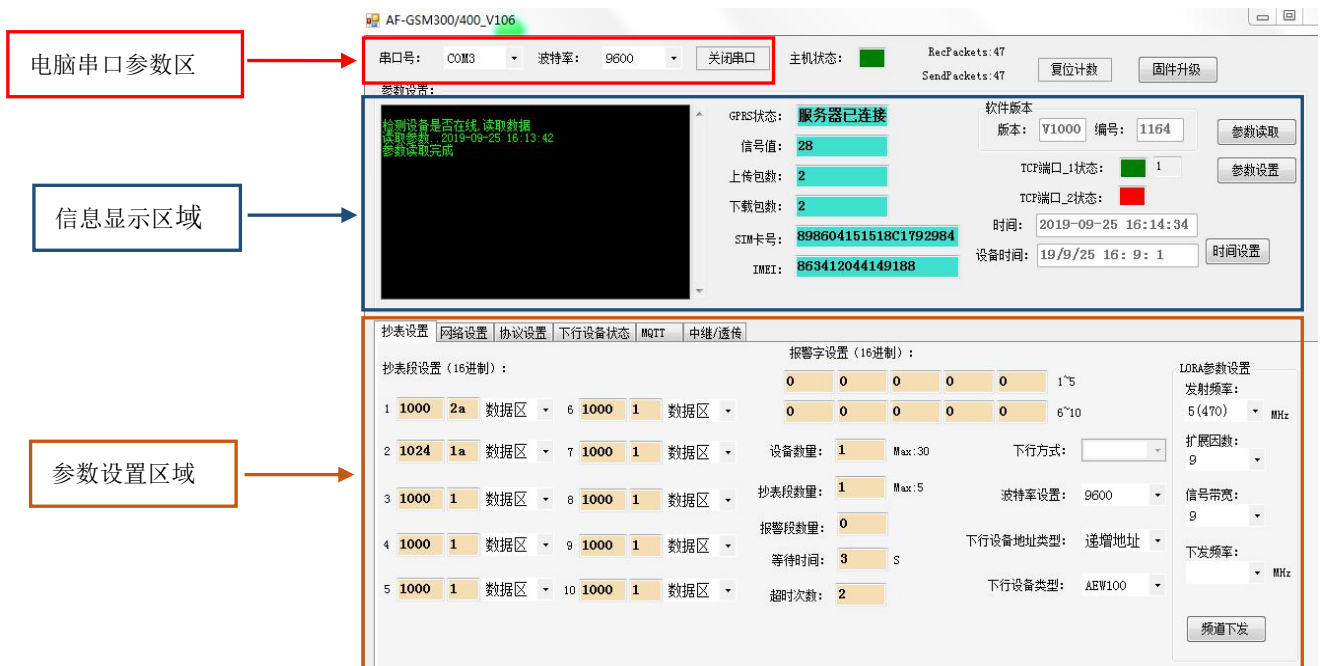 AF-GSM300/400_V106
电脑串口参数区
串口号: COM3 波特率: 9600 关闭串口 主机状态: RecPackets:47
SendPackets:47 复位计数 固件升级
参数设置:
信息显示区域
检测设备是否在线,读取数据
读取参数..2019-09-25 16:13:42
参数读取完成
GPRS状态: 服务器已连接
信号值: 28
上传包数: 2
下载包数: 2
SIM卡号: 898604151518C1792984
IMEI: 863412044149188
软件版本
版本: V1000 编号: 1164 参数读取
TCP端口_1状态: 1 参数设置
TCP端口_2状态:
时间: 2019-09-25 16:14:34
设备时间: 19/9/25 16: 9: 1 时间设置
参数设置区域
抄表设置 网络设置 协议设置 下行设备状态 MQTT 中继/透传
抄表段设置（16进制）:
1 1000 2a 数据区 6 1000 1 数据区
2 1024 1a 数据区 7 1000 1 数据区
3 1000 1 数据区 8 1000 1 数据区
4 1000 1 数据区 9 1000 1 数据区
5 1000 1 数据区 10 1000 1 数据区
报警字设置（16进制）:
0 0 0 0 0 1~5
0 0 0 0 0 6~10
设备数量: 1 Max:30
抄表段数量: 1 Max:5
报警段数量: 0
等待时间: 3 S
超时次数: 2
下行方式:
波特率设置: 9600
下行设备地址类型: 递增地址
下行设备类型: AEW100
LORA参数设置
发射频率:
5(470) MHz
扩展因数:
9
信号带宽:
9
下发频率:
MHz
频道下发